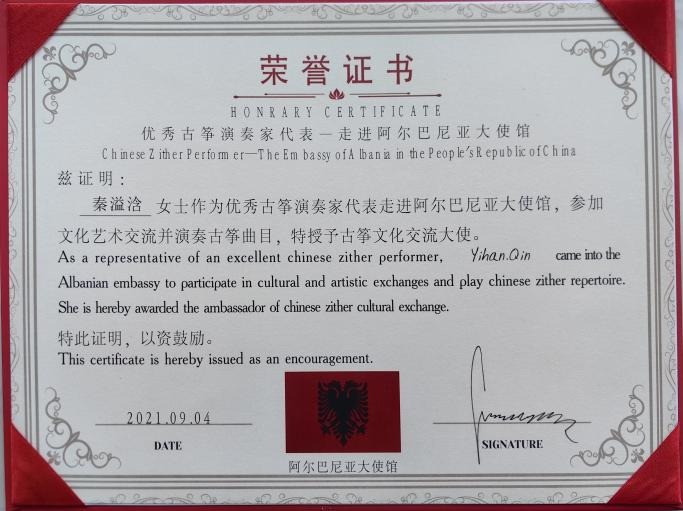 荣誉证书
HONRARY CERTIFICATE
优秀古筝演奏家代表—走进阿尔巴尼亚大使馆
Chinese Zither Performer—The Embassy of Albania in the People's Republic of China
兹证明：
秦溢浛 女士作为优秀古筝演奏家代表走进阿尔巴尼亚大使馆，参加
文化艺术交流并演奏古筝曲目，特授予古筝文化交流大使。
As a representative of an excellent chinese zither performer, Yihan.Qin came into the
Albanian embassy to participate in cultural and artistic exchanges and play chinese zither repertoire.
She is hereby awarded the ambassador of chinese zither cultural exchange.
特此证明，以资鼓励。
This certificate is hereby issued as an encouragement.
2021.09.04
DATE
SIGNATURE
阿尔巴尼亚大使馆